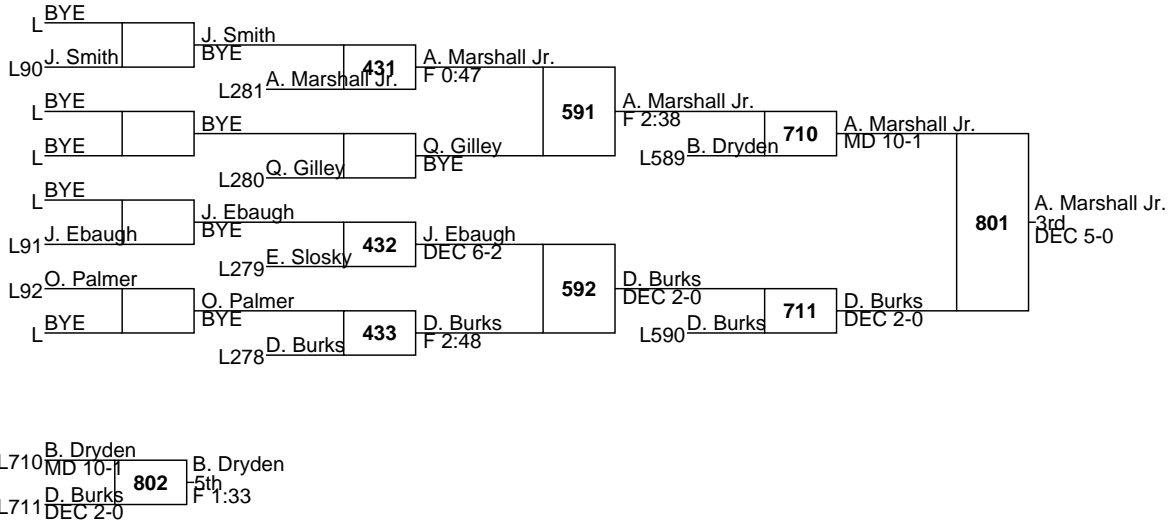 BYE
L
J. Smith
L90
J. Smith
BYE
431
A. Marshall Jr.
L281
A. Marshall Jr.
F 0:47
BYE
L
BYE
L
BYE
Q. Gilley
L280
Q. Gilley
BYE
591
A. Marshall Jr.
F 2:38
710
B. Dryden
L589
A. Marshall Jr.
MD 10-1
BYE
L
J. Ebaugh
L91
J. Ebaugh
BYE
432
E. Slosky
L279
J. Ebaugh
DEC 6-2
O. Palmer
L92
BYE
L
O. Palmer
BYE
433
D. Burks
L278
D. Burks
F 2:48
592
D. Burks
DEC 2-0
711
D. Burks
L590
D. Burks
DEC 2-0
801
A. Marshall Jr.
3rd
DEC 5-0
B. Dryden
L710
MD 10-1
802
D. Burks
L711
DEC 2-0
B. Dryden
5th
F 1:33